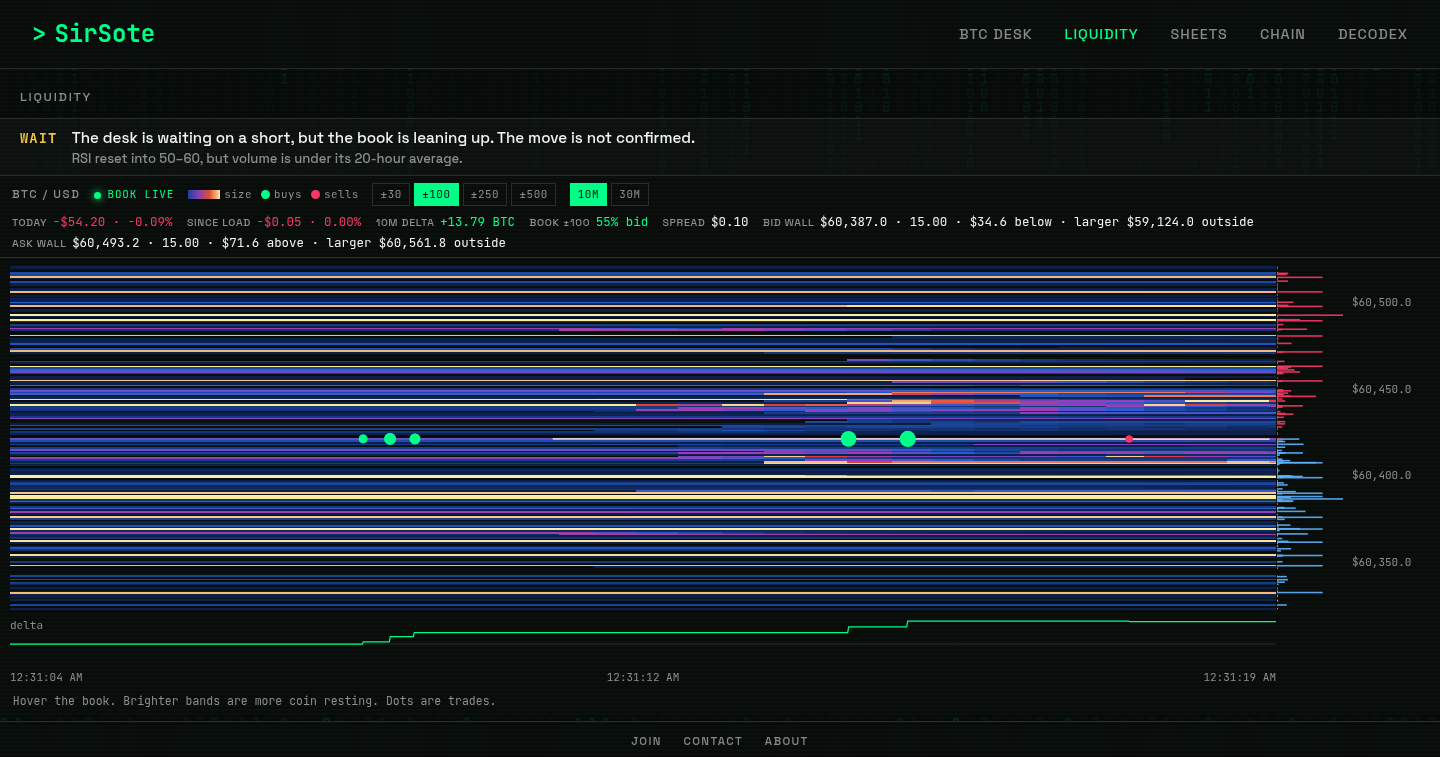 > SirSote
BTC DESK LIQUIDITY SHEETS CHAIN DECODEX
LIQUIDITY
WAIT The desk is waiting on a short, but the book is leaning up. The move is not confirmed.
RSI reset into 50–60, but volume is under its 20-hour average.
BTC / USD BOOK LIVE size buys sells ±30 ±100 ±250 ±500 10M 30M
TODAY -$54.20 · -0.09% SINCE LOAD -$0.05 · 0.00% 10M DELTA +13.79 BTC BOOK ±100 55% bid SPREAD $0.10 BID WALL $60,387.0 · 15.00 · $34.6 below · larger $59,124.0 outside
ASK WALL $60,493.2 · 15.00 · $71.6 above · larger $60,561.8 outside
$60,500.0
$60,450.0
$60,400.0
$60,350.0
delta
12:31:04 AM 12:31:12 AM 12:31:19 AM
Hover the book. Brighter bands are more coin resting. Dots are trades.
JOIN CONTACT ABOUT